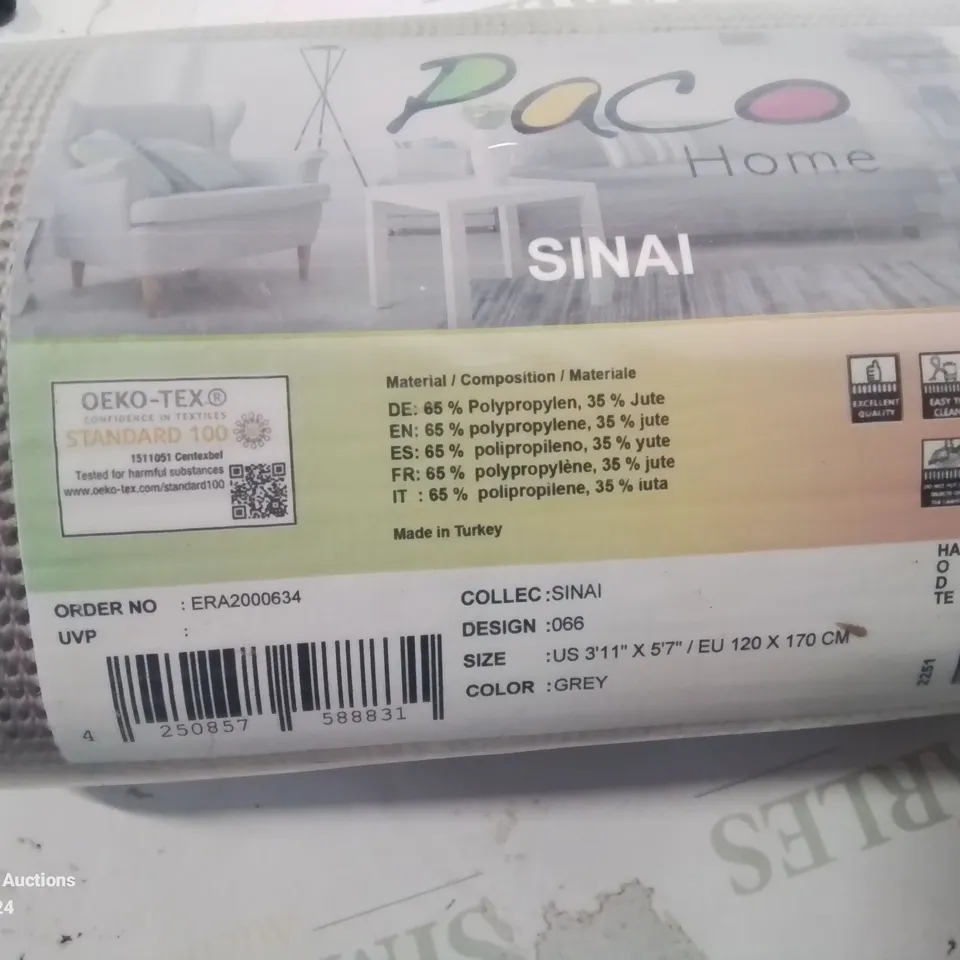 Paco
Home
SINAI
OEKO-TEX®
CONFIDENCE IN TEXTILES
STANDARD 100
1511051 Centexbel
Tested for harmful substances
www.oeko-tex.com/standard100
Material / Composition / Materiale
DE: 65 % Polypropylen, 35 % Jute
EN: 65 % polypropylene, 35 % jute
ES: 65 % polipropileno, 35 % yute
FR: 65 % polypropylène, 35 % jute
IT : 65 % polipropilene, 35 % iuta
Made in Turkey
EXCELLENT
QUALITY
EASY
CLEAN
ORDER NO : ERA2000634
UVP :
4 250857 588831
COLLEC :SINAI
DESIGN :066
SIZE :US 3'11" X 5'7" / EU 120 X 170 CM
COLOR :GREY
HA
O
D
TE
2251
Auctions
24